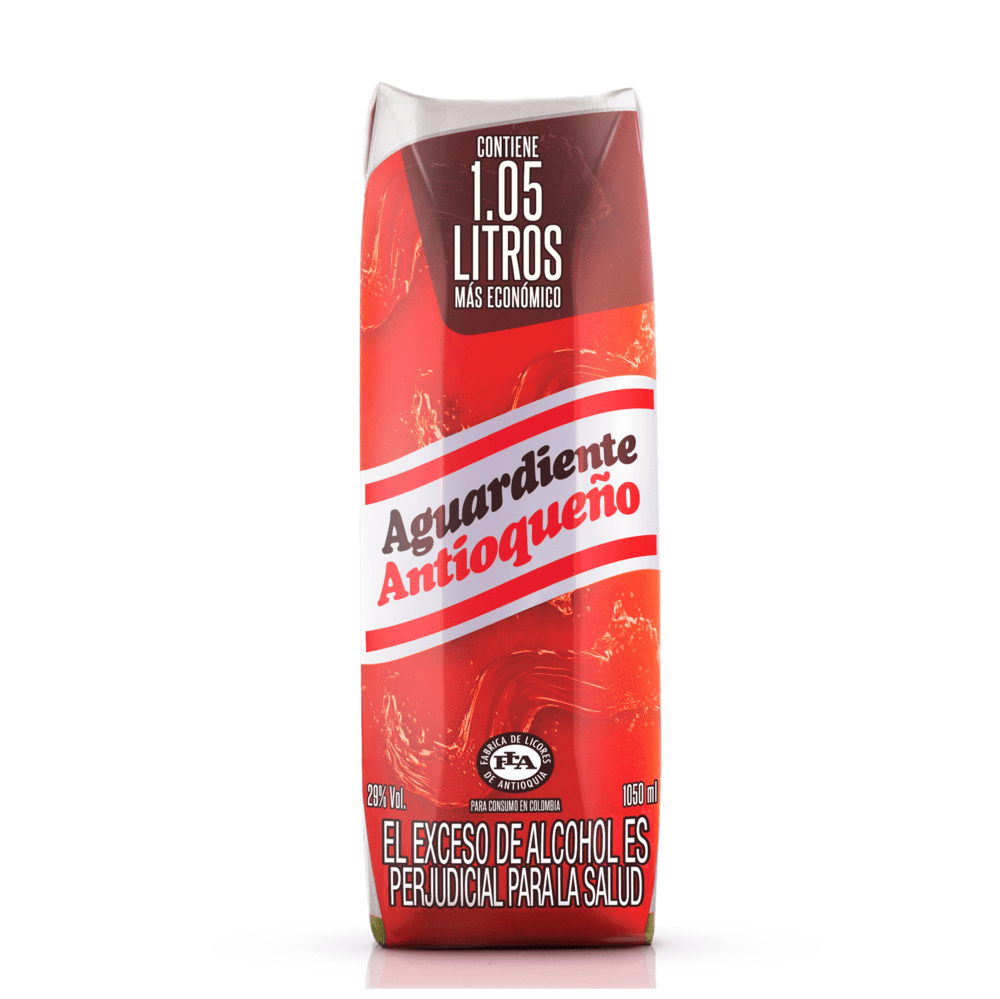 CONTIENE
1.05
LITROS
MÁS ECONÓMICO
Aguardiente
Antioqueño
FÁBRICA DE LICORES
FLA
DE ANTIOQUIA
29% Vol.
PARA CONSUMO EN COLOMBIA
1050 ml
EL EXCESO DE ALCOHOL ES
PERJUDICIAL PARA LA SALUD